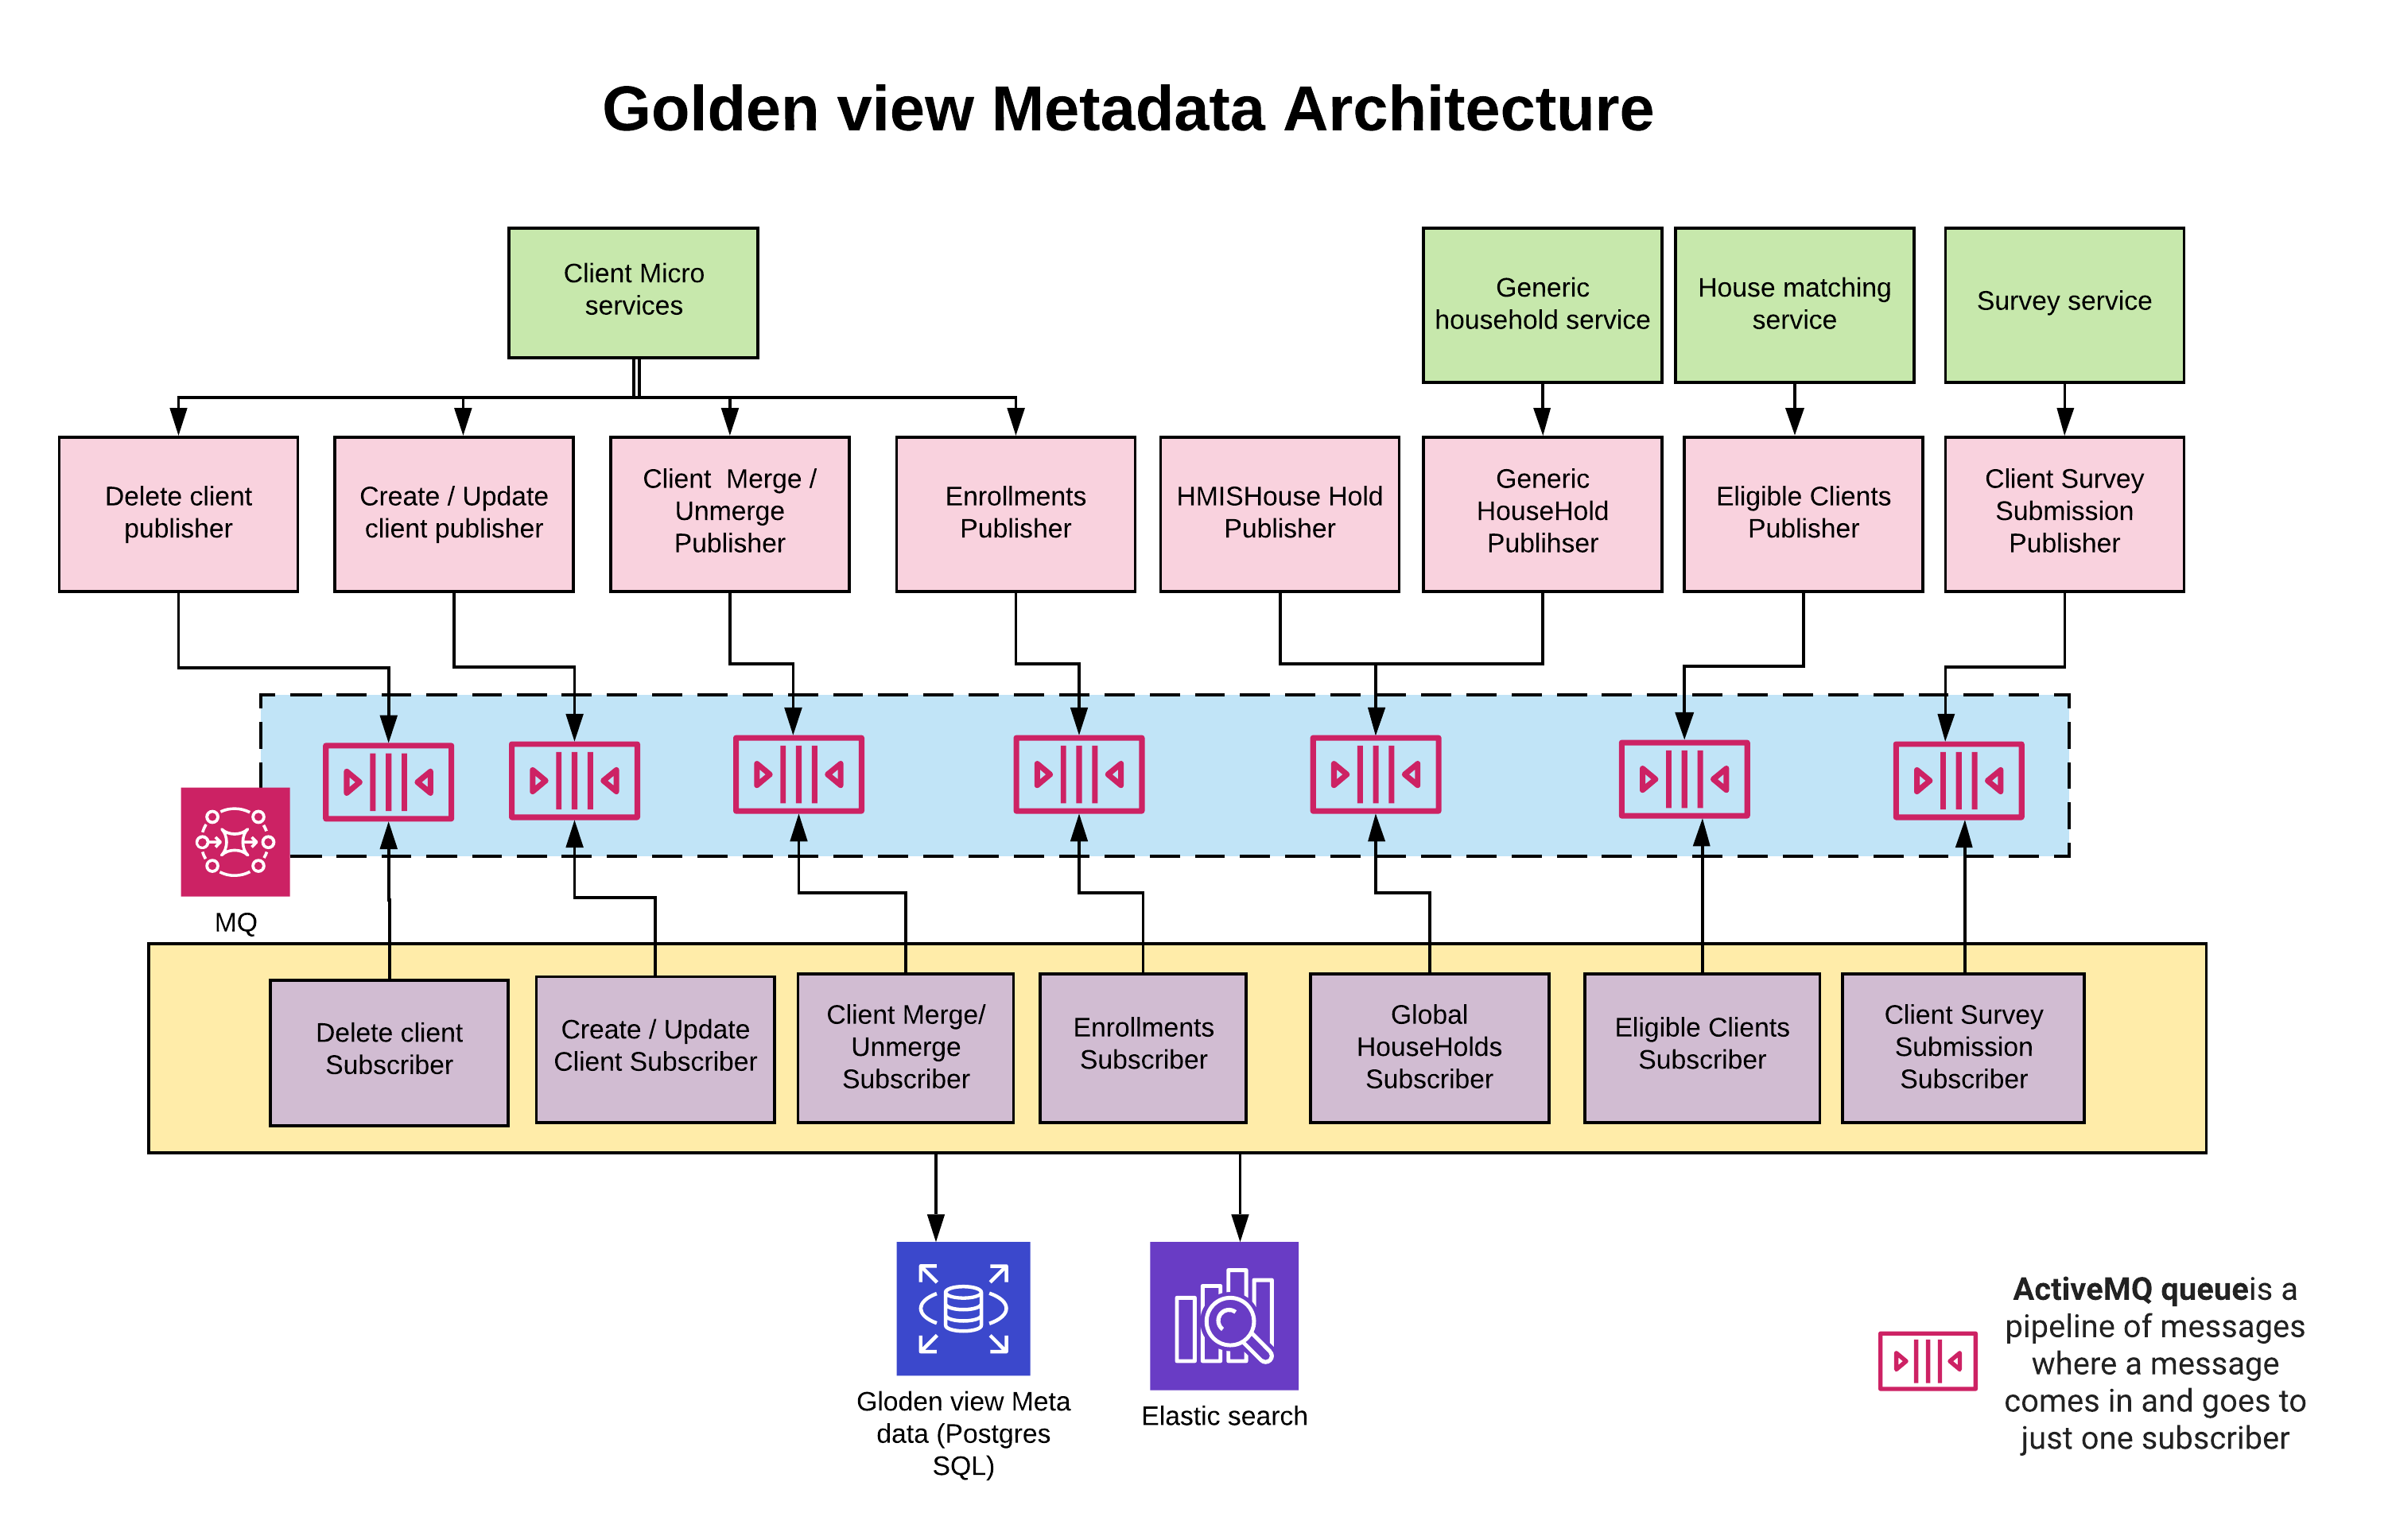 Golden view Metadata Architecture
Client Micro
services
Generic
household service
House matching
service
Survey service
Delete client
publisher
Create / Update
client publisher
Client  Merge /
Unmerge
Publisher
Enrollments
Publisher
HMISHouse Hold
Publisher
Generic
HouseHold
Publihser
Eligible Clients
Publisher
Client Survey
Submission
Publisher
MQ
Delete client
Subscriber
Create / Update
Client Subscriber
Client Merge/
Unmerge
Subscriber
Enrollments
Subscriber
Global
HouseHolds
Subscriber
Eligible Clients
Subscriber
Client Survey
Submission
Subscriber
Gloden view Meta
data (Postgres
SQL)
Elastic search
ActiveMQ queueis a
pipeline of messages
where a message
comes in and goes to
just one subscriber